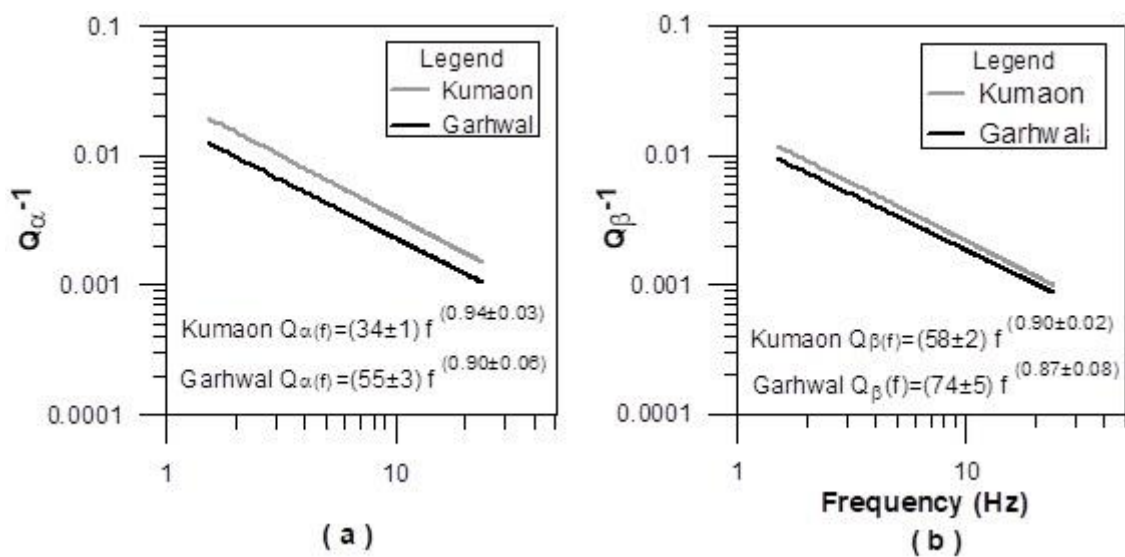 0.1
0.01
0.001
0.0001
Qα-1
Legend
Kumaon
Garhwal
Kumaon Qα(f)=(34±1) f (0.94±0.03)
Garhwal Qα(f)=(55±3) f (0.90±0.06)
1
10
( a )
0.1
0.01
0.001
0.0001
Qβ-1
Legend
Kumaon
Garhwal
Kumaon Qβ(f)=(58±2) f (0.90±0.02)
Garhwal Qβ(f)=(74±5) f (0.87±0.08)
1
10
Frequency (Hz)
( b )